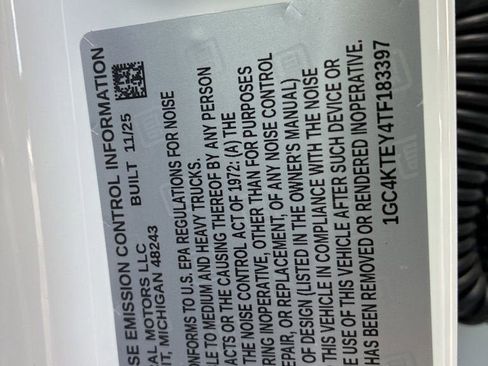 SE EMISSION CONTROL INFORMATION
AL MOTORS LLC
T, MICHIGAN 48243
BUILT 11/25
ONFORMS TO U.S. EPA REGULATIONS FOR NOISE
LE TO MEDIUM AND HEAVY TRUCKS.
ACTS OR THE CAUSING THEREOF BY ANY PERSON
THE NOISE CONTROL ACT OF 1972: (A) THE
RING INOPERATIVE, OTHER THAN FOR PURPOSES
EPAIR, OR REPLACEMENT, OF ANY NOISE CONTROL
OF DESIGN (LISTED IN THE OWNER'S MANUAL)
THIS VEHICLE IN COMPLIANCE WITH THE NOISE
E USE OF THIS VEHICLE AFTER SUCH DEVICE OR
HAS BEEN REMOVED OR RENDERED INOPERATIVE.
1GC4KTEY4TF183397